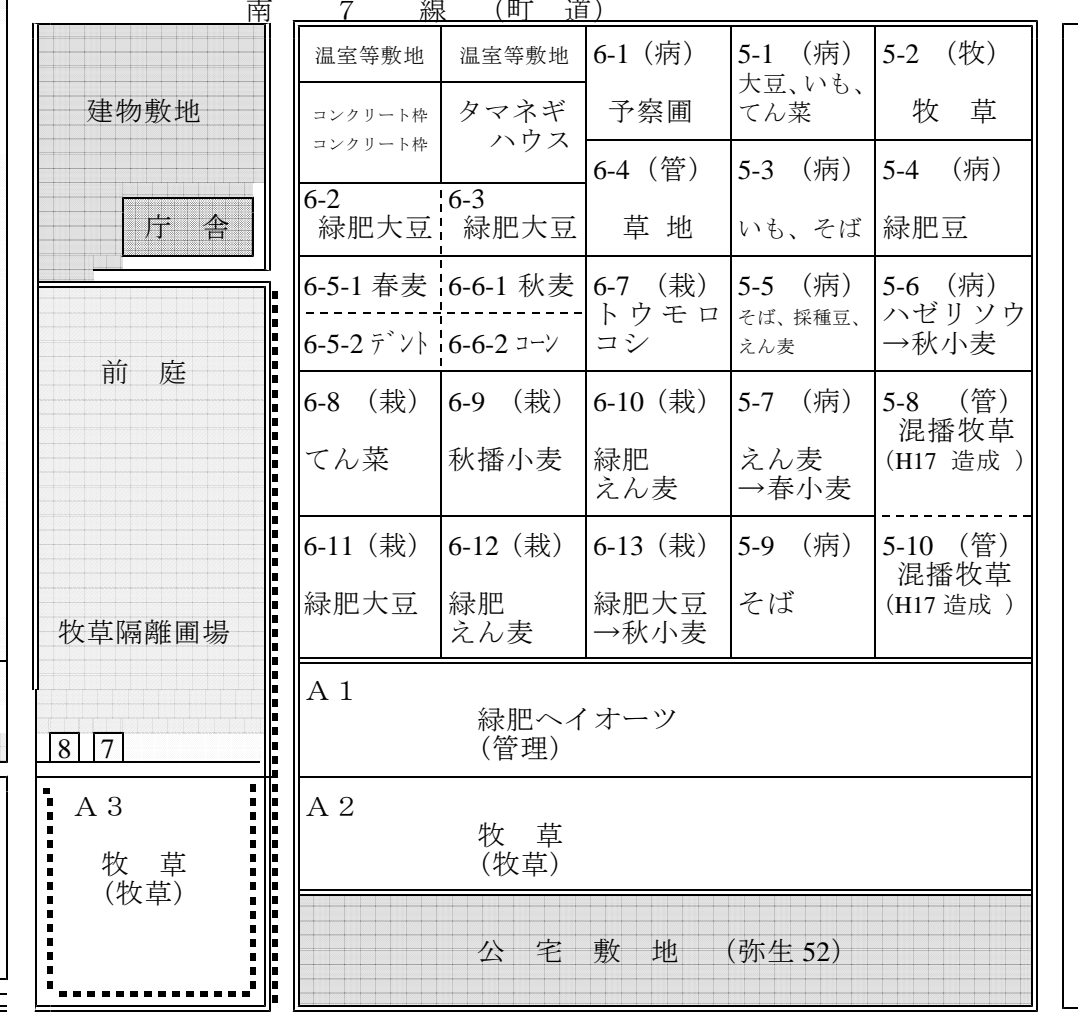 南　7　線　（町　道）
建物敷地
庁　舎
前　庭
牧草隔離圃場
8 7
Ａ３
牧　草
（牧草）
温室等敷地
コンクリート枠
コンクリート枠
温室等敷地
タマネギ
ハウス
6-1（病）
予察圃
5-1　（病）
大豆、いも、
てん菜
5-2　（牧）
牧　草
6-2
緑肥大豆
6-3
緑肥大豆
6-4（管）
草 地
5-3　（病）
いも、そば
5-4　（病）
緑肥豆
6-5-1 春麦
6-5-2 ﾃﾞﾝﾄ
6-6-1 秋麦
6-6-2 ｺｰﾝ
6-7　（栽）
トウモロ
コシ
5-5　（病）
そば、採種豆、
えん麦
5-6　（病）
ハゼリソウ
→秋小麦
6-8　（栽）
てん菜
6-9　（栽）
秋播小麦
6-10（栽）
緑肥
えん麦
5-7　（病）
えん麦
→春小麦
5-8　（管）
混播牧草
（H17 造成 ）
6-11（栽）
緑肥大豆
6-12（栽）
緑肥
えん麦
6-13（栽）
緑肥大豆
→秋小麦
5-9　（病）
そば
5-10　（管）
混播牧草
（H17 造成 ）
Ａ１
緑肥ヘイオーツ
（管理）
Ａ２
牧　草
（牧草）
公　宅　敷　地　（弥生 52）